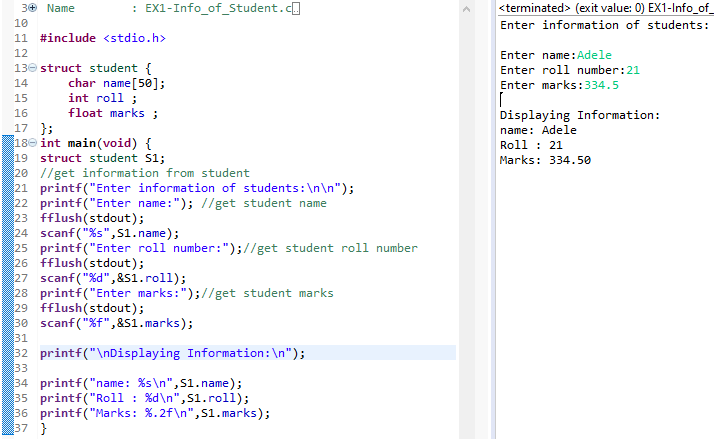 3 Name : EX1-Info_of_Student.c
10
11 #include <stdio.h>
12
13 struct student {
14 char name[50];
15 int roll ;
16 float marks ;
17 };
18 int main(void) {
19 struct student S1;
20 //get information from student
21 printf("Enter information of students:\n\n");
22 printf("Enter name:"); //get student name
23 fflush(stdout);
24 scanf("%s",S1.name);
25 printf("Enter roll number:");//get student roll number
26 fflush(stdout);
27 scanf("%d",&S1.roll);
28 printf("Enter marks:");//get student marks
29 fflush(stdout);
30 scanf("%f",&S1.marks);
31
32 printf("\nDisplaying Information:\n");
33
34 printf("name: %s\n",S1.name);
35 printf("Roll : %d\n",S1.roll);
36 printf("Marks: %.2f\n",S1.marks);
37 }
<terminated> (exit value: 0) EX1-Info_of_
Enter information of students:
Enter name:Adele
Enter roll number:21
Enter marks:334.5
Displaying Information:
name: Adele
Roll : 21
Marks: 334.50